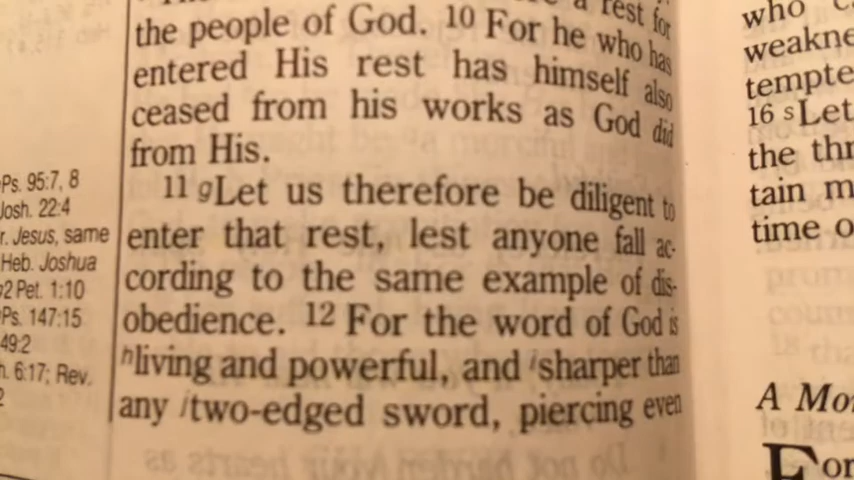 Ps. 95:7, 8
Josh. 22:4
Jesus, same
Heb. Joshua
2 Pet. 1:10
Ps. 147:15
49:2
6:17; Rev.
2
a rest for
the people of God. 10 For he who has
entered His rest has himself also
ceased from his works as God did
from His.
11 gLet us therefore be diligent to
enter that rest, lest anyone fall ac-
cording to the same example of dis-
obedience. 12 For the word of God is
hliving and powerful, and isharper than
any jtwo-edged sword, piercing even
who
weakne
tempte
16 sLet
the thr
tain m
time o
A Mo
For